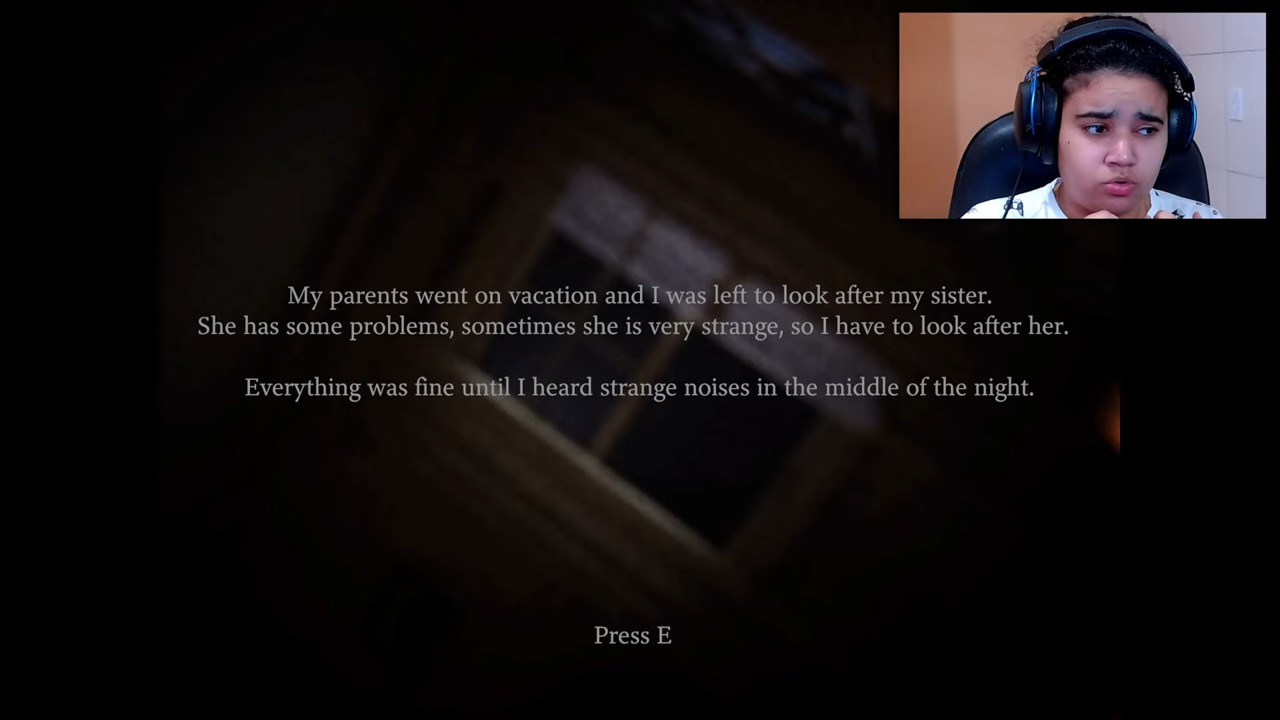 My parents went on vacation and I was left to look after my sister.
She has some problems, sometimes she is very strange, so I have to look after her.
Everything was fine until I heard strange noises in the middle of the night.
Press E